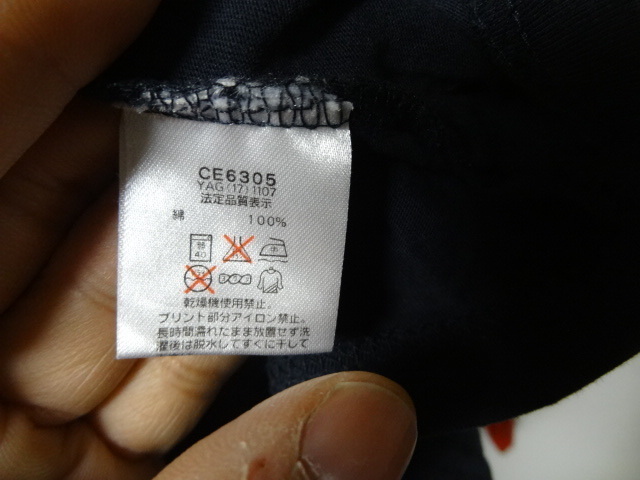 CE6305
YAG(17)1107
法定品質表示
綿 100%
弱 40 中
乾燥機使用禁止。
プリント部分アイロン禁止。
長時間濡れたまま放置せず洗
濯後は脱水してすぐに干して